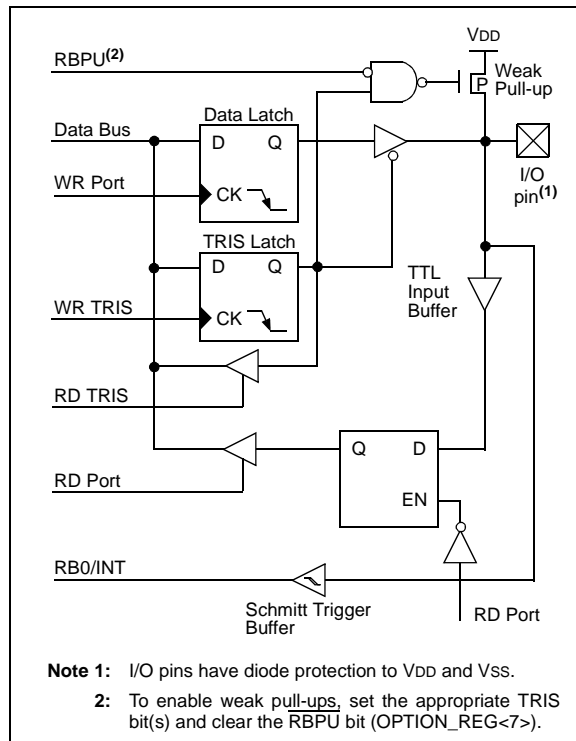 VDD
RBPU(2)
Weak
Pull-up
P
Data Latch
Data Bus
D Q
I/O
pin(1)
WR Port
CK
TRIS Latch
D Q
TTL
Input
Buffer
WR TRIS
CK
RD TRIS
Q D
RD Port
EN
RB0/INT
Schmitt Trigger
Buffer
RD Port
Note 1: I/O pins have diode protection to VDD and VSS.
2: To enable weak pull-ups, set the appropriate TRIS
bit(s) and clear the RBPU bit (OPTION_REG<7>).